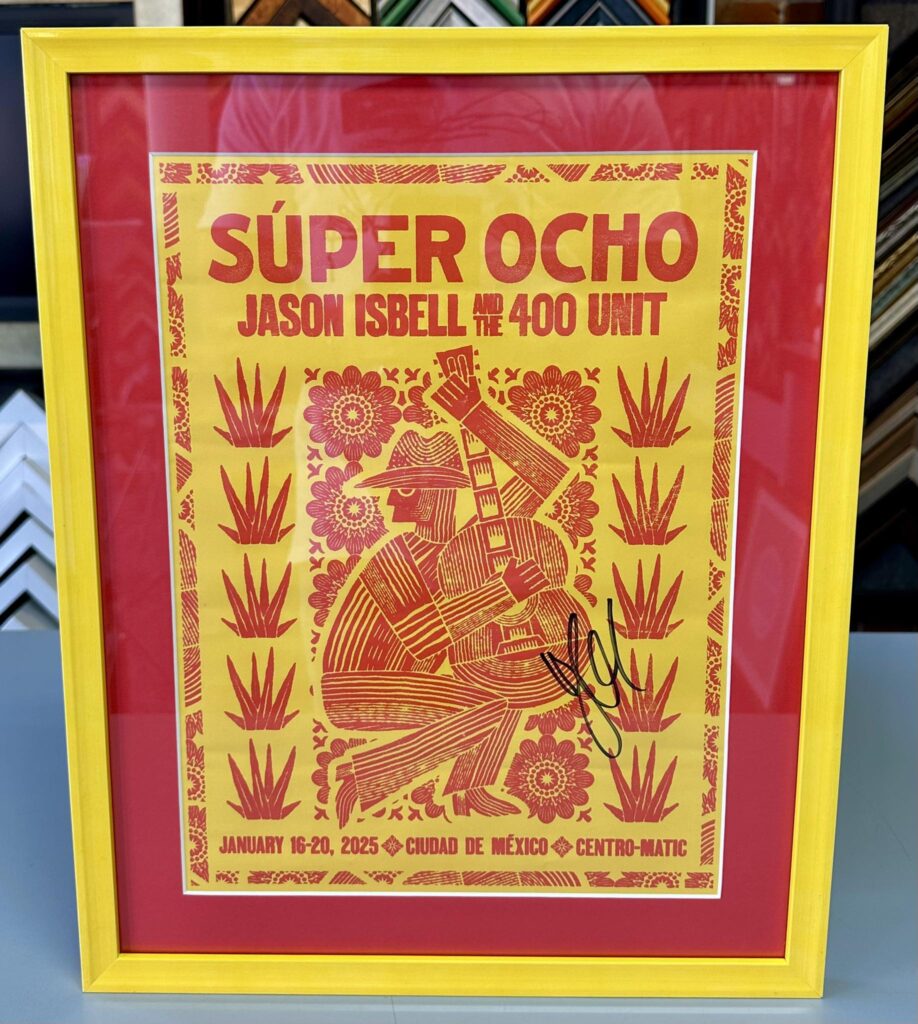 SÚPER OCHO
JASON ISBELL AND THE 400 UNIT
JANUARY 16-20, 2025 CIUDAD DE MÉXICO CENTRO-MATIC